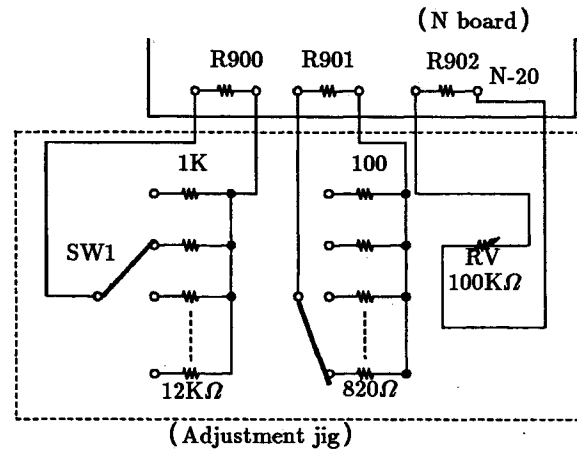 (N board)
R900 R901 R902 N-20
1K 100
SW1
RV
100KΩ
12KΩ 820Ω
(Adjustment jig)